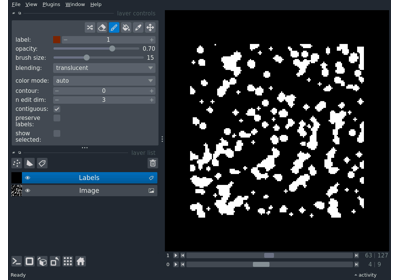 File View Plugins Window Help
layer controls
label: 1
opacity: 0.70
brush size: 15
blending: translucent
color mode: auto
contour: 0
n edit dim: 3
contiguous:
preserve
labels:
show
selected:
layer list
Labels
Image
1 63 127
0 4 9
Ready
activity